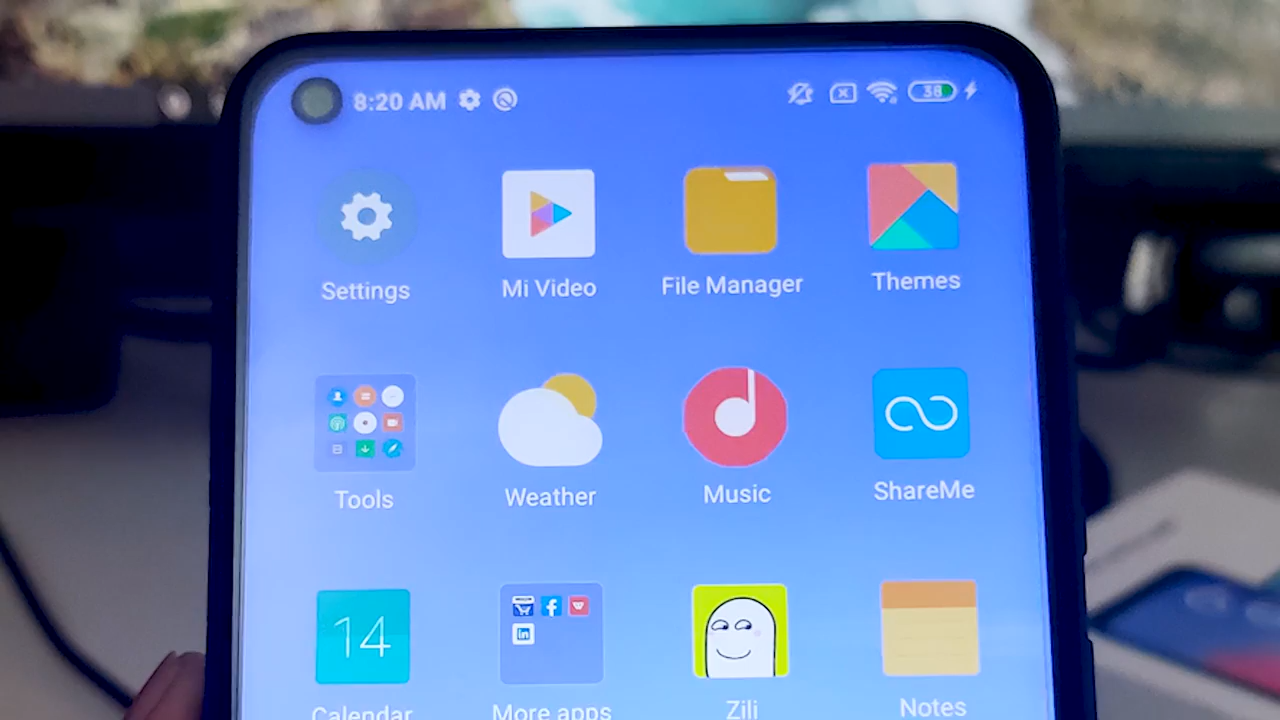 8:20 AM 38
Settings Mi Video File Manager Themes
Tools Weather Music ShareMe
14
Calendar More apps Zili Notes